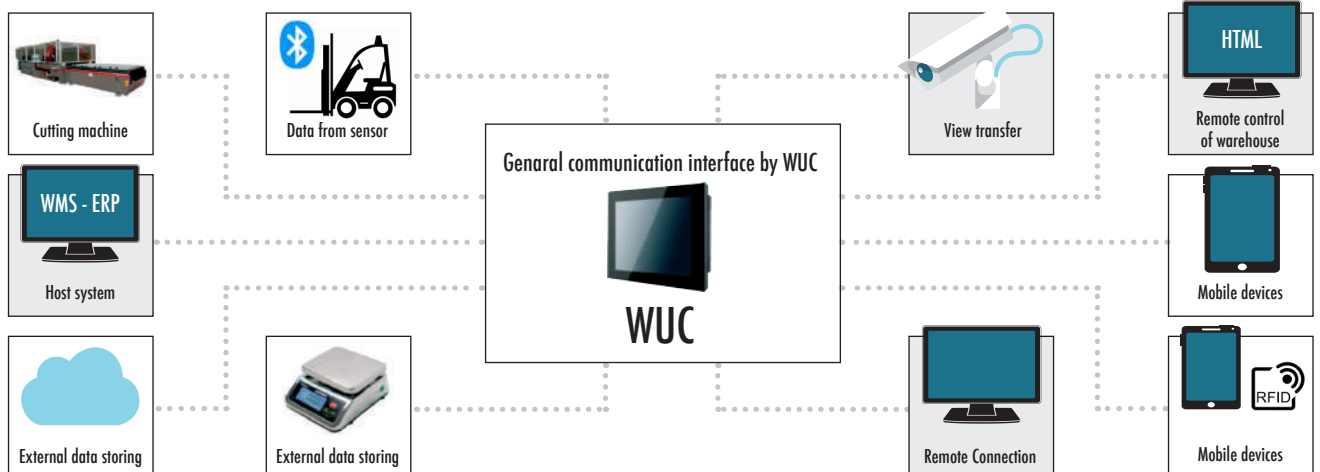 Cutting machine
Data from sensor
View transfer
HTML
Remote control
of warehouse
WMS - ERP
Host system
Genaral communication interface by WUC
WUC
Mobile devices
External data storing
External data storing
Remote Connection
RFID
Mobile devices